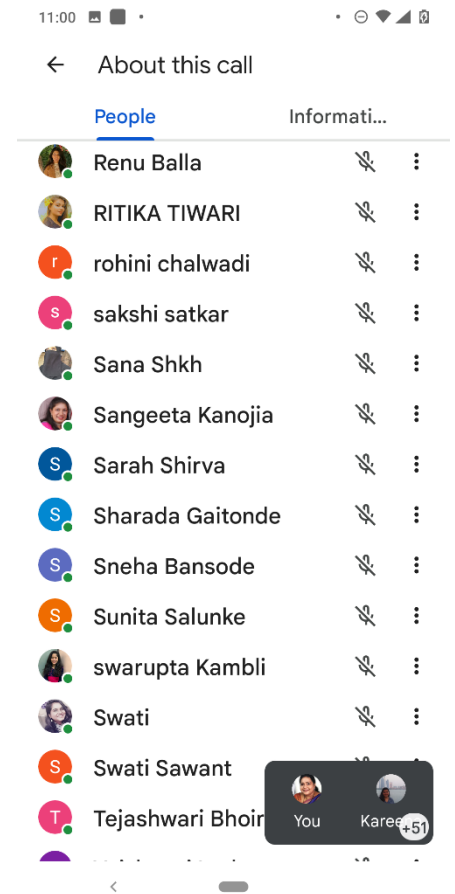 11:00
About this call
People
Informati...
Renu Balla
RITIKA TIWARI
r
rohini chalwadi
s
sakshi satkar
Sana Shkh
Sangeeta Kanojia
S
Sarah Shirva
S
Sharada Gaitonde
S
Sneha Bansode
S
Sunita Salunke
swarupta Kambli
Swati
S
Swati Sawant
T
Tejashwari Bhoir
You
Karee
+51